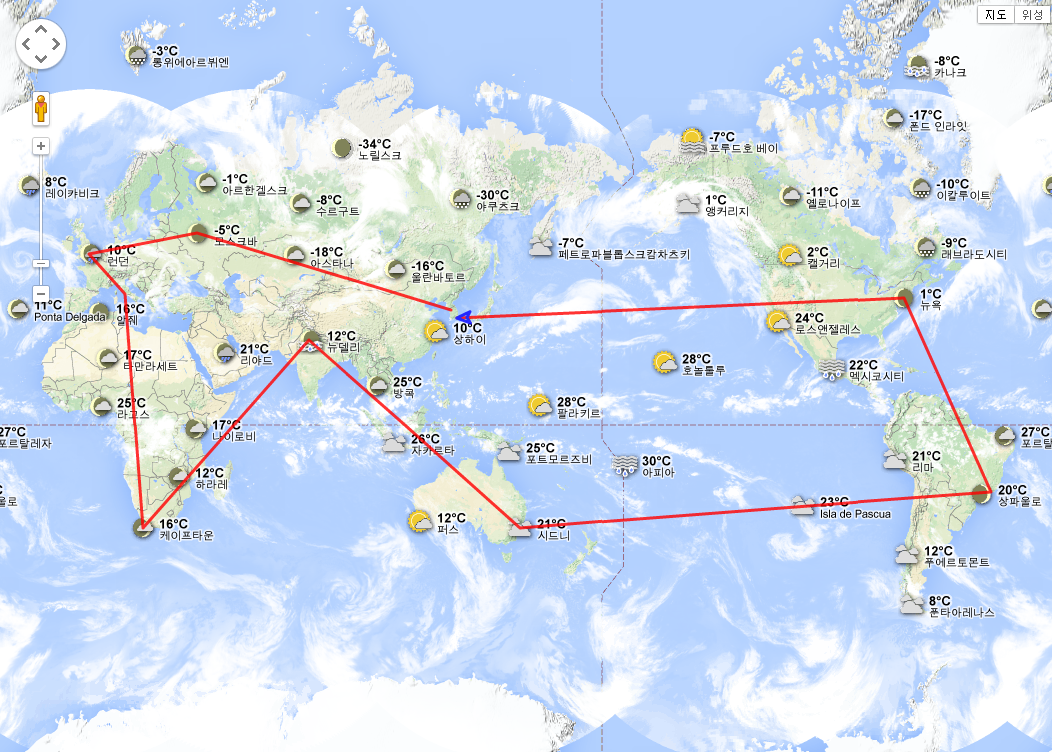 지도
위성
-3°C
롱위에아르뷔엔
-8°C
카나크
-17°C
폰드 인라잇
-7°C
프루드호 베이
-34°C
노릴스크
8°C
레이캬비크
-1°C
아르한겔스크
-8°C
수르구트
-30°C
야쿠츠크
1°C
앵커리지
-11°C
옐로나이프
-10°C
이칼루이트
-5°C
모스크바
10°C
런던
-18°C
아스타나
-16°C
울란바토르
-7°C
페트로파블롭스크캄차츠키
2°C
캘거리
-9°C
래브라도시티
11°C
Ponta Delgada
16°C
알제
10°C
상하이
24°C
로스앤젤레스
1°C
뉴욕
17°C
타만라세트
21°C
리야드
12°C
뉴델리
28°C
호놀룰루
22°C
멕시코시티
25°C
라고스
25°C
방콕
28°C
팔라키르
27°C
포르탈레자
17°C
나이로비
26°C
자카르타
25°C
포트모르즈비
30°C
아피아
21°C
리마
27°C
포르탈
12°C
하라레
울로
23°C
Isla de Pascua
20°C
상파울로
16°C
케이프타운
12°C
퍼스
21°C
시드니
12°C
푸에르토몬트
8°C
푼타아레나스